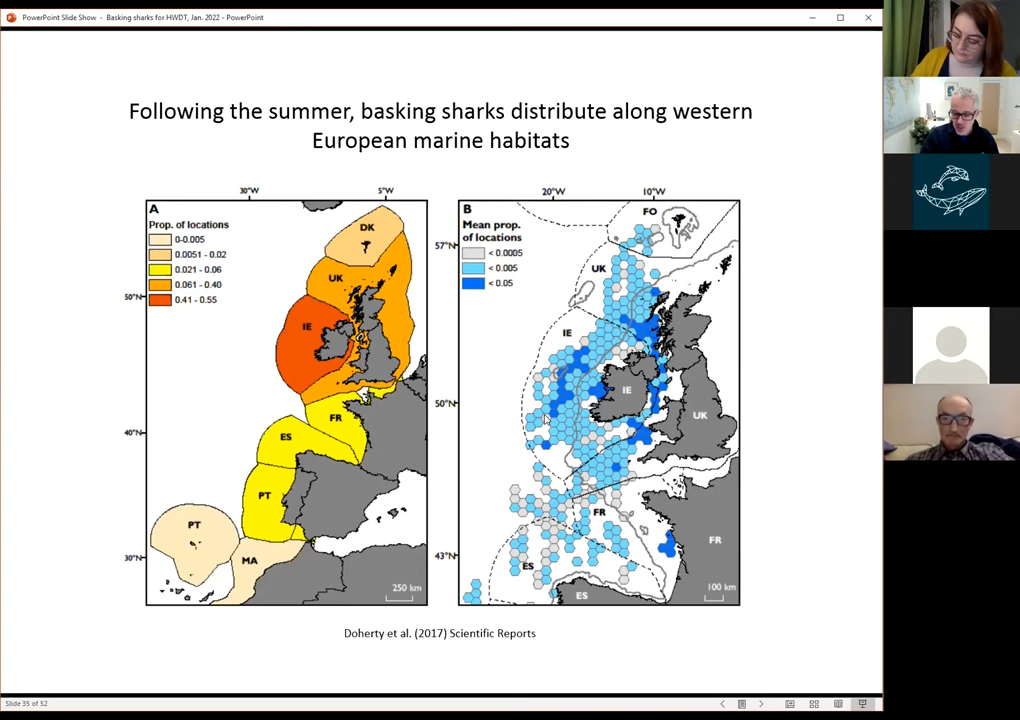 PowerPoint Slide Show - Basking sharks for HWDT, Jan. 2022 - PowerPoint
Following the summer, basking sharks distribute along western
European marine habitats
30°W 5°W
A
Prop. of locations
0-0.005
0.0051 - 0.02
0.021 - 0.06
0.061 - 0.40
0.41 - 0.55
DK
UK
50°N
IE
FR
40°N
ES
PT
PT
MA
30°N
250 km
20°W 10°W
B
Mean prop.
of locations
< 0.0005
< 0.005
< 0.05
FO
57°N
UK
IE
IE
50°N
UK
FR
FR
43°N
ES
ES
100 km
Doherty et al. (2017) Scientific Reports
Slide 35 of 52